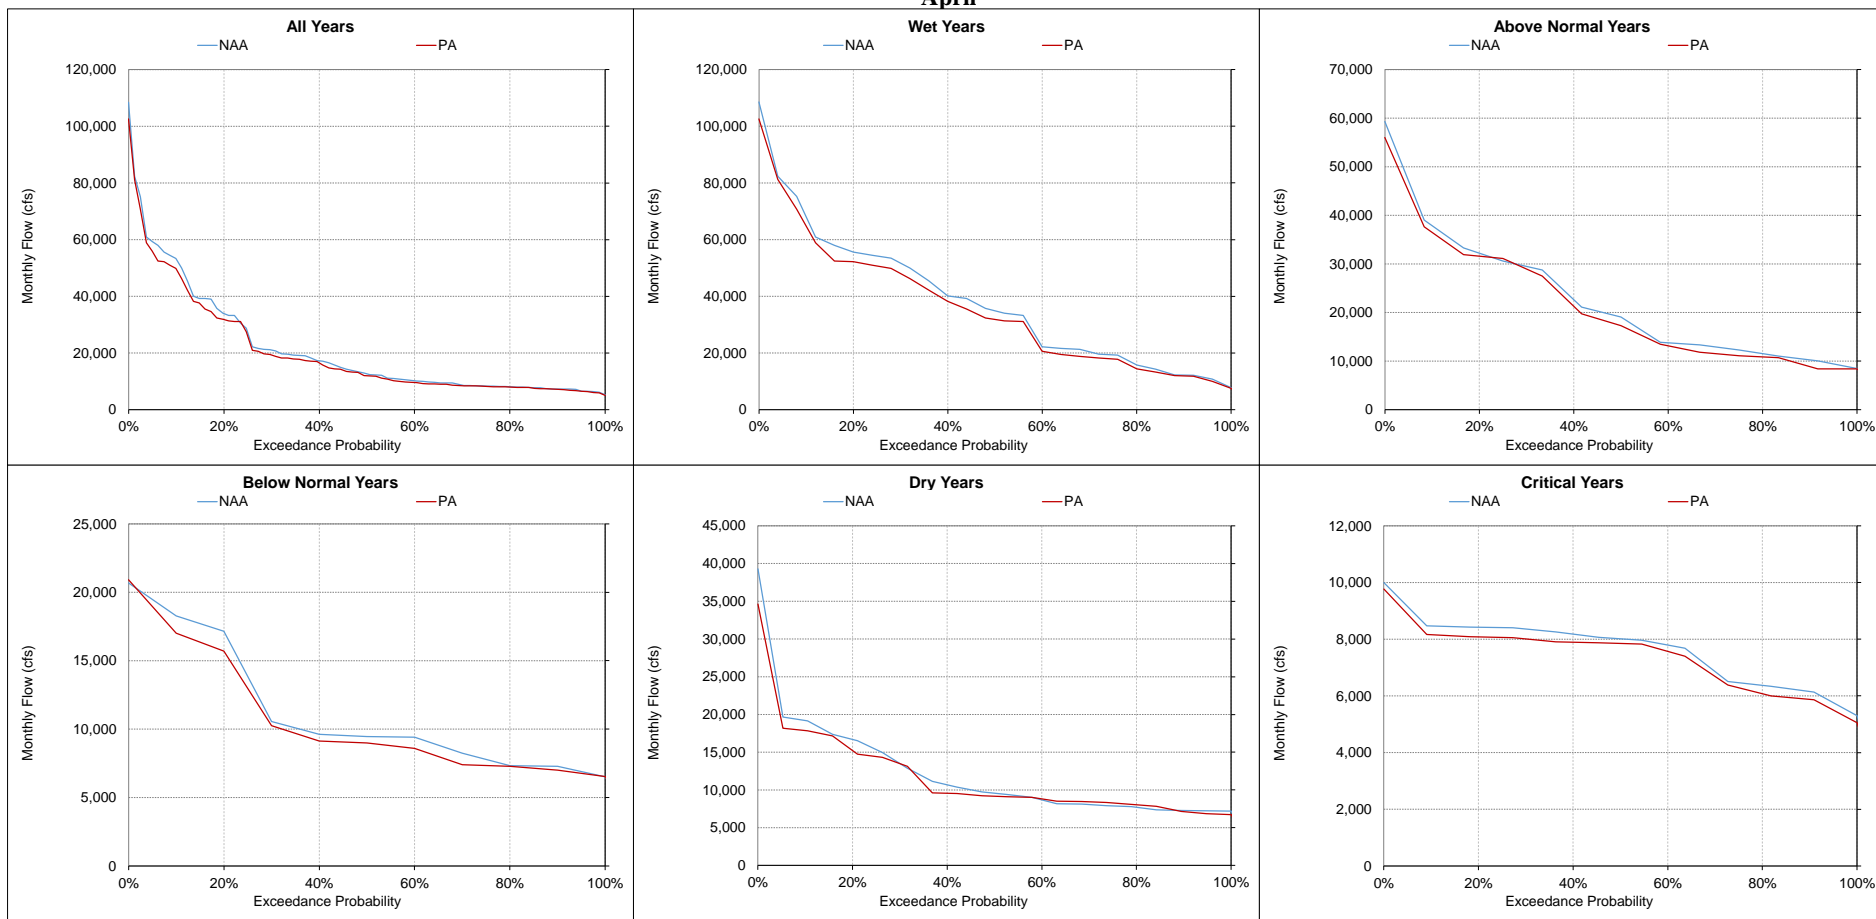 April
All Years
NAA PA
120,000
100,000
80,000
60,000
40,000
20,000
0
0% 20% 40% 60% 80% 100%
Monthly Flow (cfs)
Exceedance Probability
Wet Years
NAA PA
120,000
100,000
80,000
60,000
40,000
20,000
0
0% 20% 40% 60% 80% 100%
Monthly Flow (cfs)
Exceedance Probability
Above Normal Years
NAA PA
70,000
60,000
50,000
40,000
30,000
20,000
10,000
0
0% 20% 40% 60% 80% 100%
Monthly Flow (cfs)
Exceedance Probability
Below Normal Years
NAA PA
25,000
20,000
15,000
10,000
5,000
0
0% 20% 40% 60% 80% 100%
Monthly Flow (cfs)
Exceedance Probability
Dry Years
NAA PA
45,000
40,000
35,000
30,000
25,000
20,000
15,000
10,000
5,000
0
0% 20% 40% 60% 80% 100%
Monthly Flow (cfs)
Exceedance Probability
Critical Years
NAA PA
12,000
10,000
8,000
6,000
4,000
2,000
0
0% 20% 40% 60% 80% 100%
Monthly Flow (cfs)
Exceedance Probability